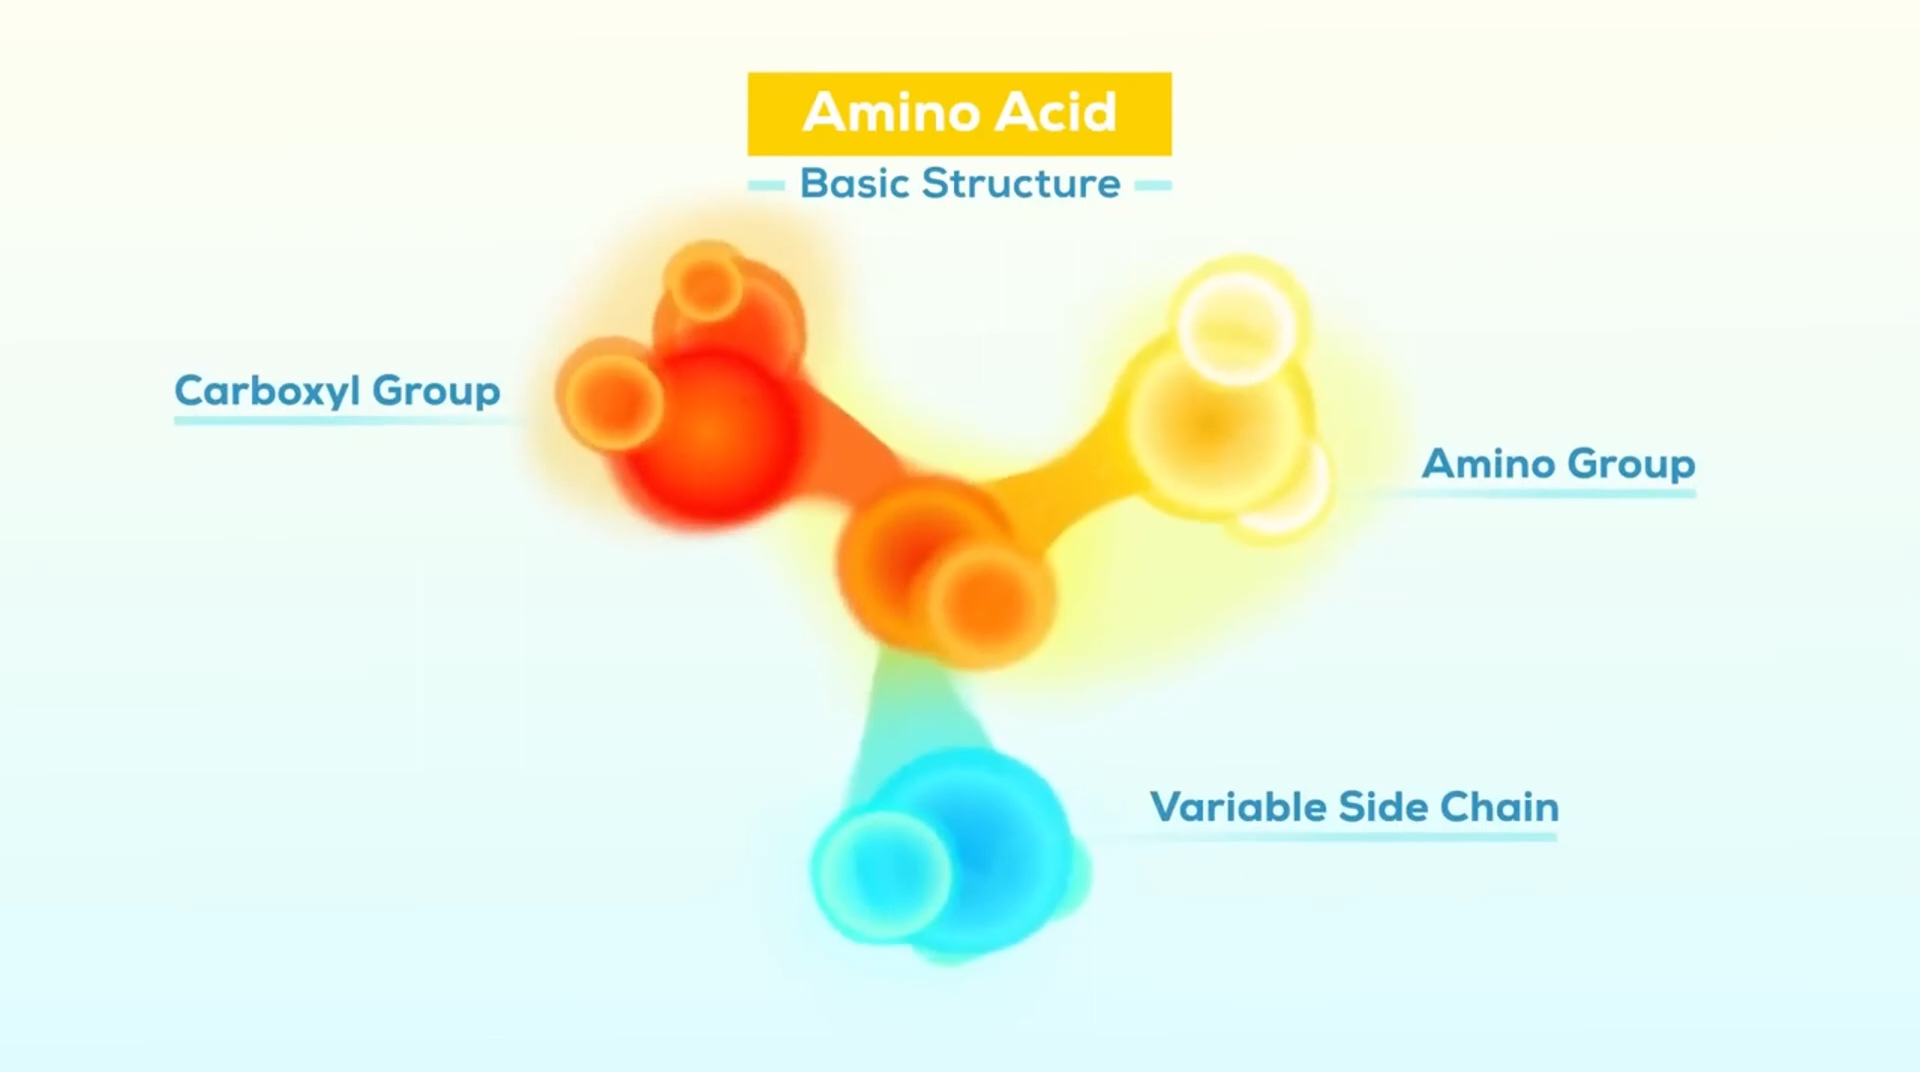 Amino Acid
Basic Structure
Carboxyl Group
Amino Group
Variable Side Chain